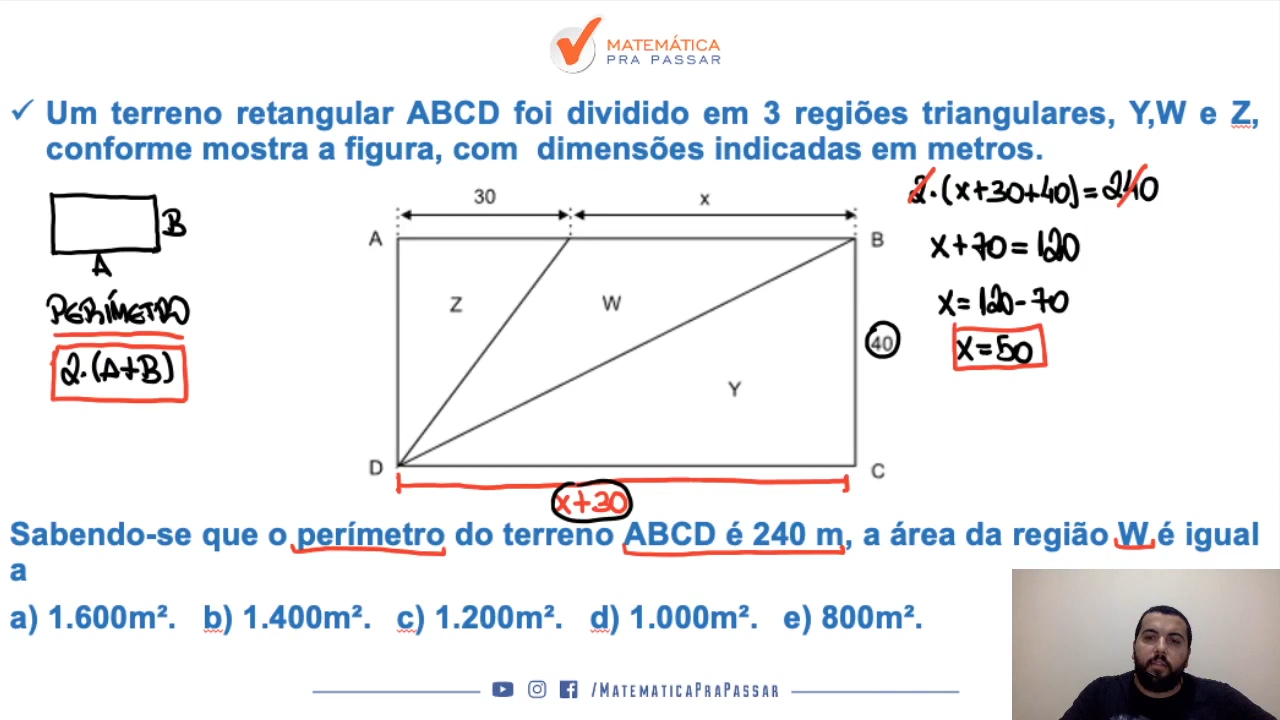 MATEMÁTICA
PRA PASSAR
✓ Um terreno retangular ABCD foi dividido em 3 regiões triangulares, Y,W e Z,
conforme mostra a figura, com dimensões indicadas em metros.
B
A
PERÍMETRO
2.(A+B)
30
x
A
B
Z
W
40
Y
D
C
x+30
2.(x+30+40)=240
x+70=120
x=120-70
x=50
Sabendo-se que o perímetro do terreno ABCD é 240 m, a área da região W é igual
a
a) 1.600m². b) 1.400m². c) 1.200m². d) 1.000m². e) 800m².
/MatematicaPraPassar